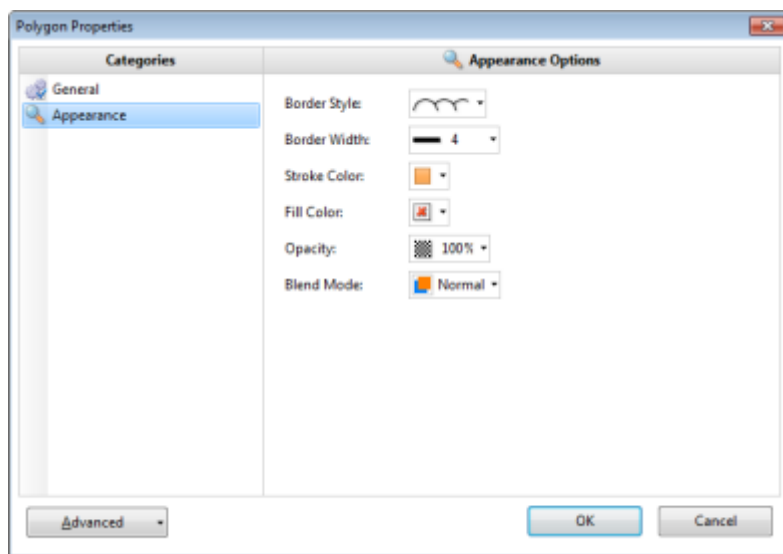 Polygon Properties
Categories
Appearance Options
General
Appearance
Border Style:
Border Width: 4
Stroke Color:
Fill Color:
Opacity: 100%
Blend Mode: Normal
Advanced
OK
Cancel